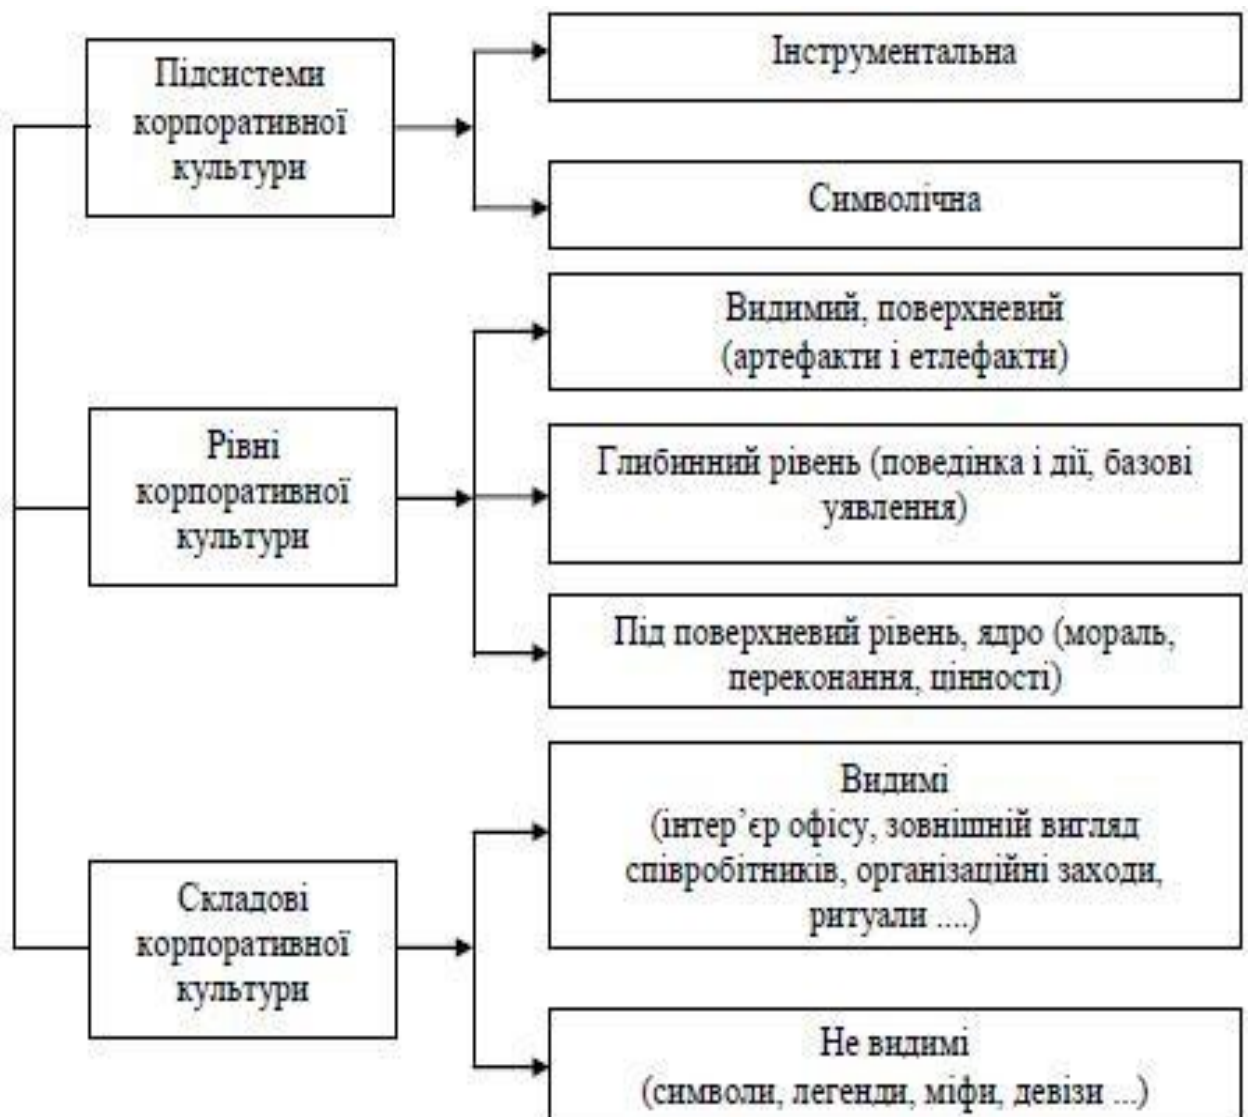 Підсистеми
корпоративної
культури
Інструментальна
Символічна
Рівні
корпоративної
культури
Видимий, поверхневий
(артефакти і етлефакти)
Глибинний рівень (поведінка і дії, базові
уявлення)
Під поверхневий рівень, ядро (мораль,
переконання, цінності)
Складові
корпоративної
культури
Видимі
(інтер’єр офісу, зовнішній вигляд
співробітників, організаційні заходи,
ритуали ....)
Не видимі
(символи, легенди, міфи, девізи ...)